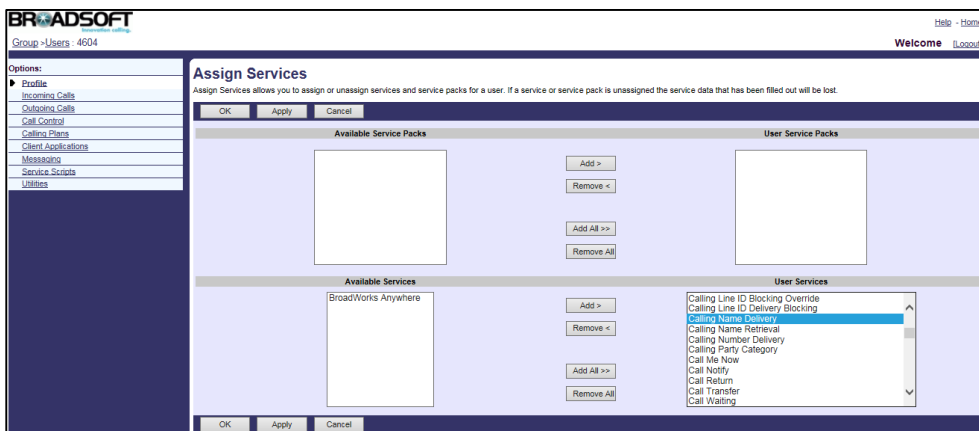 BROADSOFT
innovation calling.
Help - Home
Group >Users : 4604
Welcome [Logout
Options:
Profile
Incoming Calls
Outgoing Calls
Call Control
Calling Plans
Client Applications
Messaging
Service Scripts
Utilities
Assign Services
Assign Services allows you to assign or unassign services and service packs for a user. If a service or service pack is unassigned the service data that has been filled out will be lost.
OK Apply Cancel
Available Service Packs User Service Packs
Add >
Remove <
Add All >>
Remove All
Available Services User Services
BroadWorks Anywhere
Add >
Remove <
Add All >>
Remove All
Calling Line ID Blocking Override
Calling Line ID Delivery Blocking
Calling Name Delivery
Calling Name Retrieval
Calling Number Delivery
Calling Party Category
Call Me Now
Call Notify
Call Return
Call Transfer
Call Waiting
OK Apply Cancel